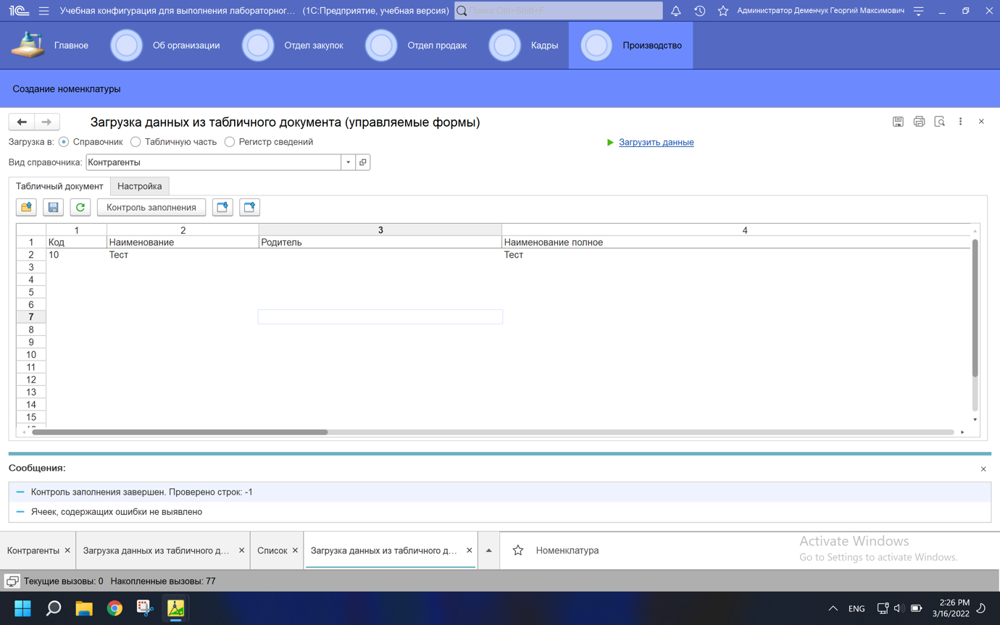 1С Учебная конфигурация для выполнения лабораторног... (1С:Предприятие, учебная версия) Поиск Ctrl+Shift+F Администратор Деменчук Георгий Максимович
Главное Об организации Отдел закупок Отдел продаж Кадры Производство
Создание номенклатуры
Загрузка данных из табличного документа (управляемые формы)
Загрузка в: Справочник Табличную часть Регистр сведений Загрузить данные
Вид справочника: Контрагенты
Табличный документ Настройка
Контроль заполнения
1 2 3 4
1 Код Наименование Родитель Наименование полное
2 10 Тест Тест
3
4
5
6
7
8
9
10
11
12
13
14
15
Сообщения:
Контроль заполнения завершен. Проверено строк: -1
Ячеек, содержащих ошибки не выявлено
Контрагенты Загрузка данных из табличного д... Список Загрузка данных из табличного д... Номенклатура
Activate Windows
Go to Settings to activate Windows.
Текущие вызовы: 0 Накопленные вызовы: 77
ENG 2:26 PM
3/16/2022